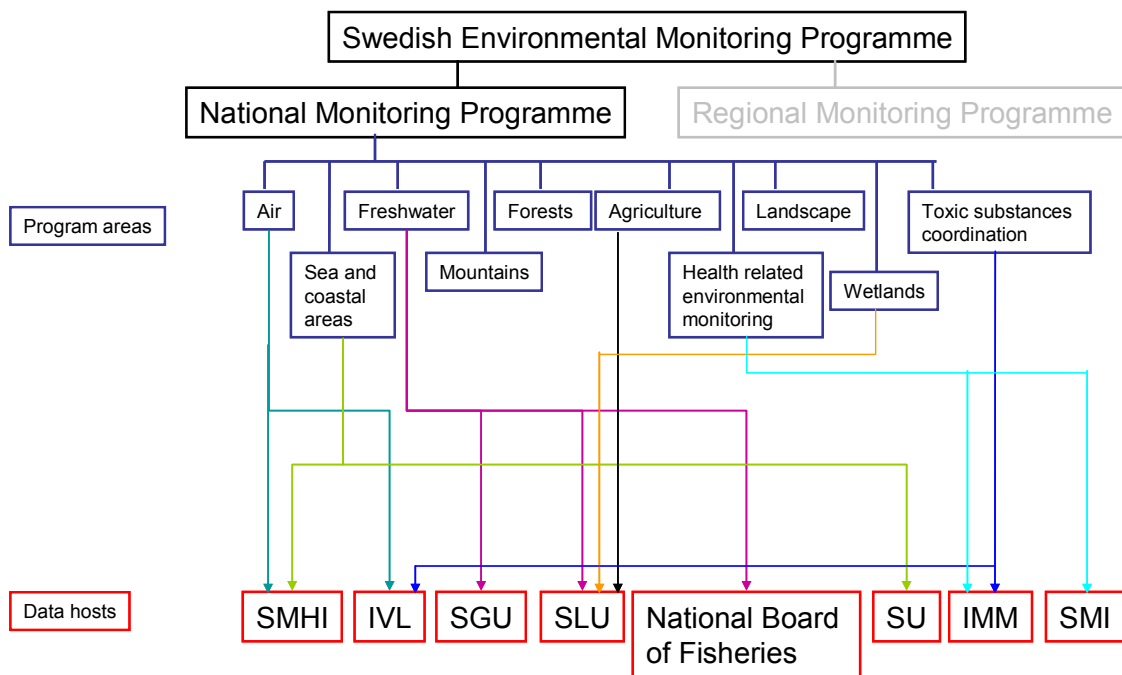 Swedish Environmental Monitoring Programme
National Monitoring Programme
Regional Monitoring Programme
Program areas
Air
Freshwater
Forests
Agriculture
Landscape
Toxic substances
coordination
Sea and
coastal
areas
Mountains
Health related
environmental
monitoring
Wetlands
Data hosts
SMHI
IVL
SGU
SLU
National Board
of Fisheries
SU
IMM
SMI